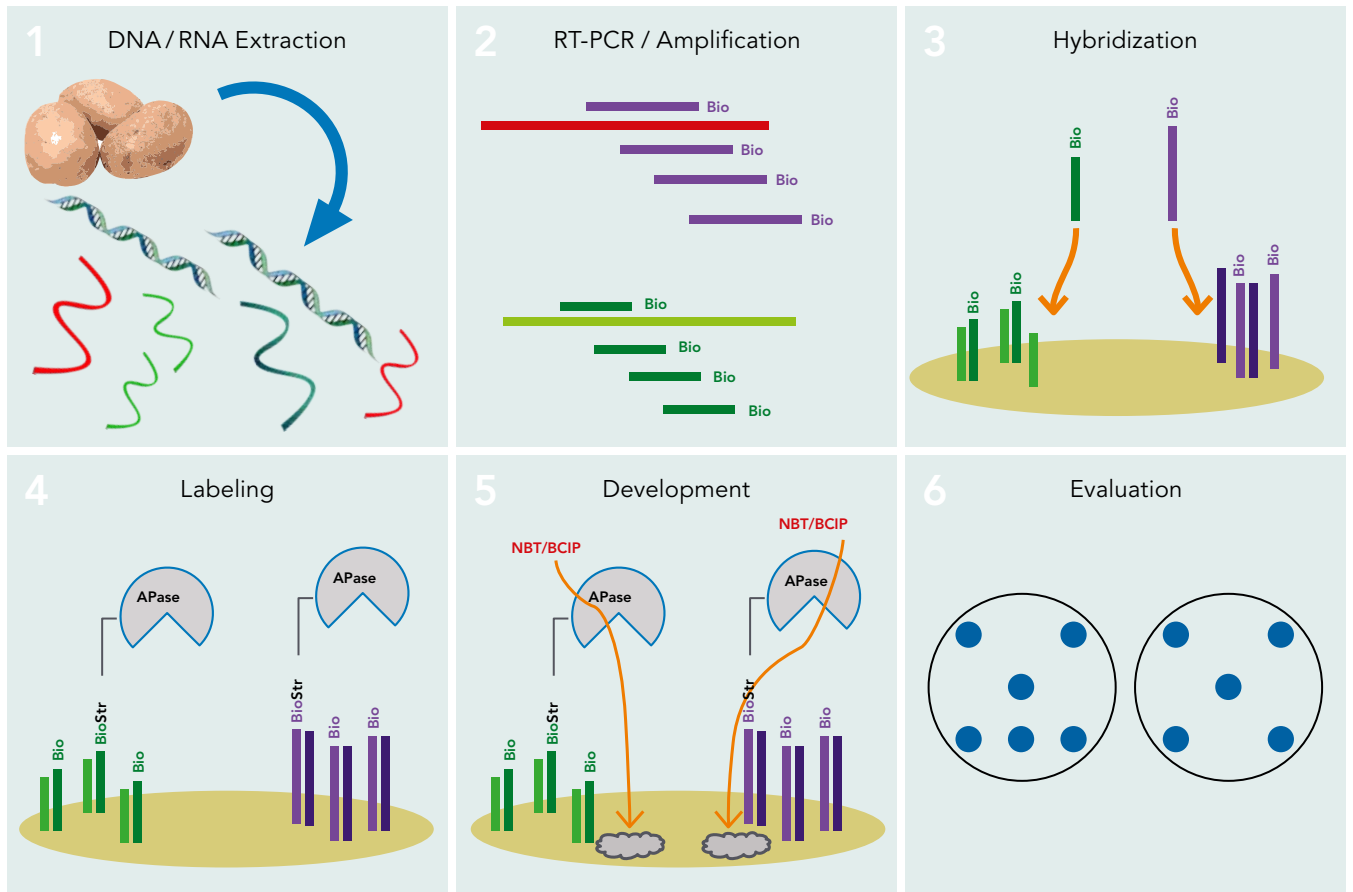 1
DNA / RNA Extraction
2
RT-PCR / Amplification
Bio
Bio
Bio
Bio
Bio
Bio
Bio
Bio
3
Hybridization
Bio
Bio
Bio
Bio
Bio
Bio
4
Labeling
APase
APase
BioStr
BioStr
Bio
Bio
Bio
Bio
5
Development
NBT/BCIP
NBT/BCIP
APase
APase
BioStr
BioStr
Bio
Bio
Bio
Bio
6
Evaluation